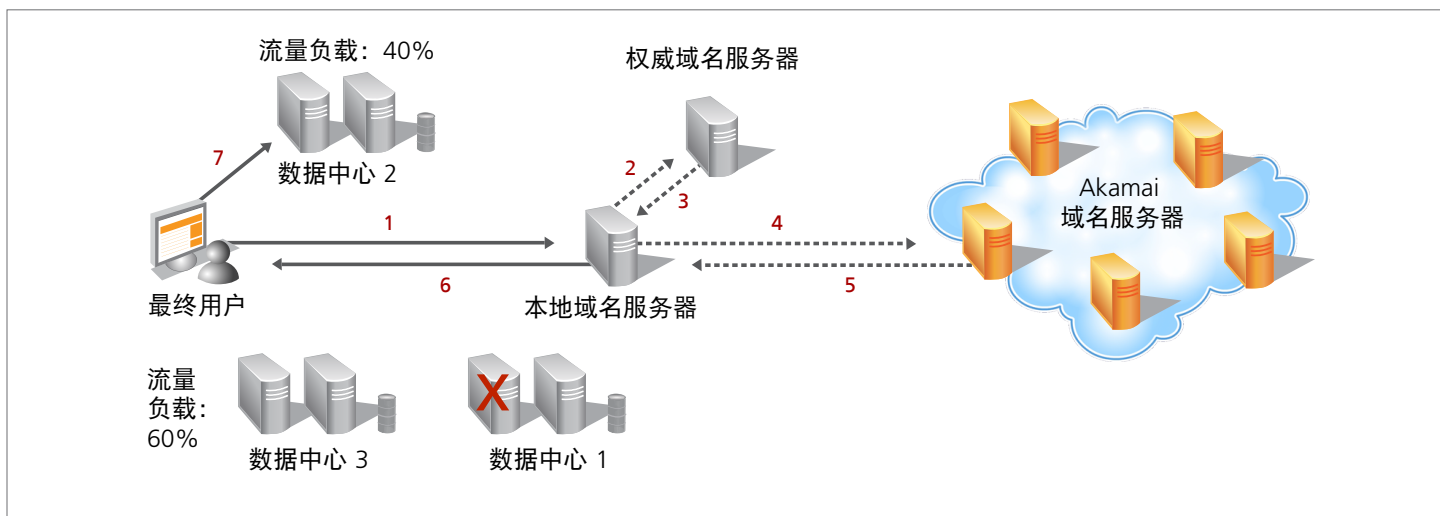 流量负载：40%
权威域名服务器
数据中心 2
7
2
3
1
4
Akamai
域名服务器
6
5
最终用户
本地域名服务器
流量
负载：
60%
X
数据中心 3
数据中心 1